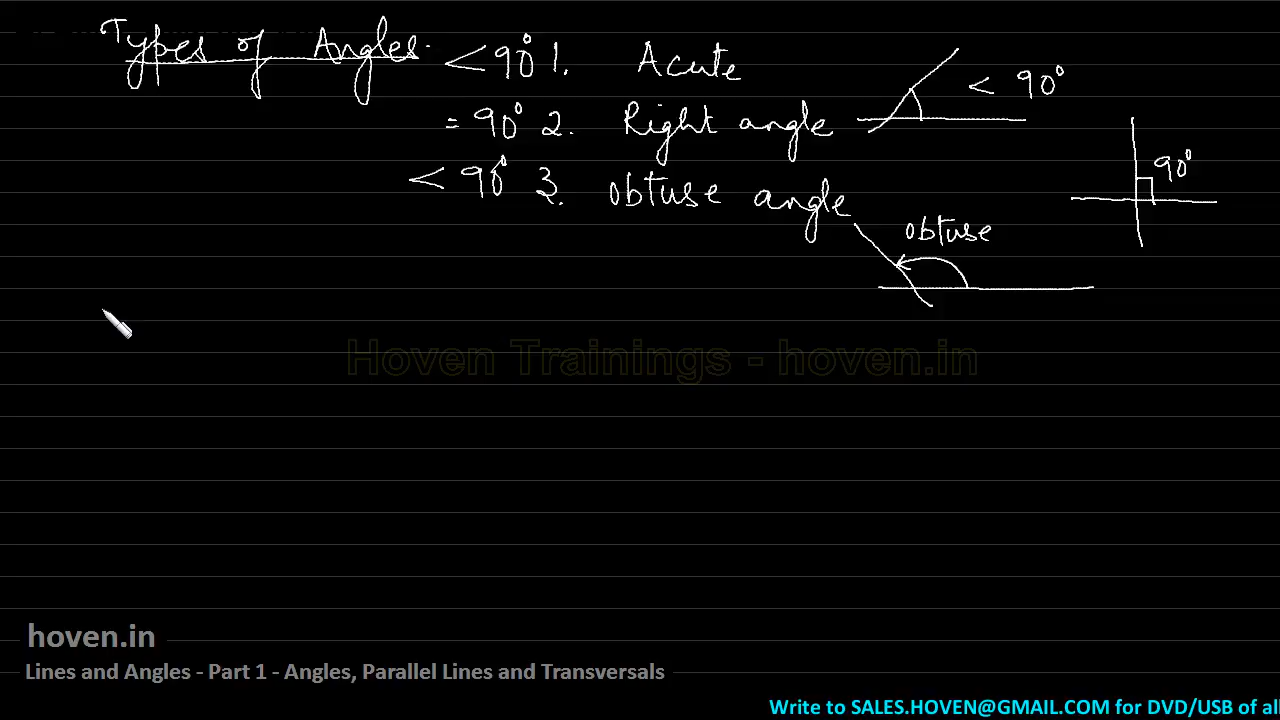 Types of Angles.
< 90° 1. Acute
< 90°
= 90° 2. Right angle
90°
< 90° 3. obtuse angle
obtuse
Hoven Trainings - hoven.in
hoven.in
Lines and Angles - Part 1 - Angles, Parallel Lines and Transversals
Write to SALES.HOVEN@GMAIL.COM for DVD/USB of al